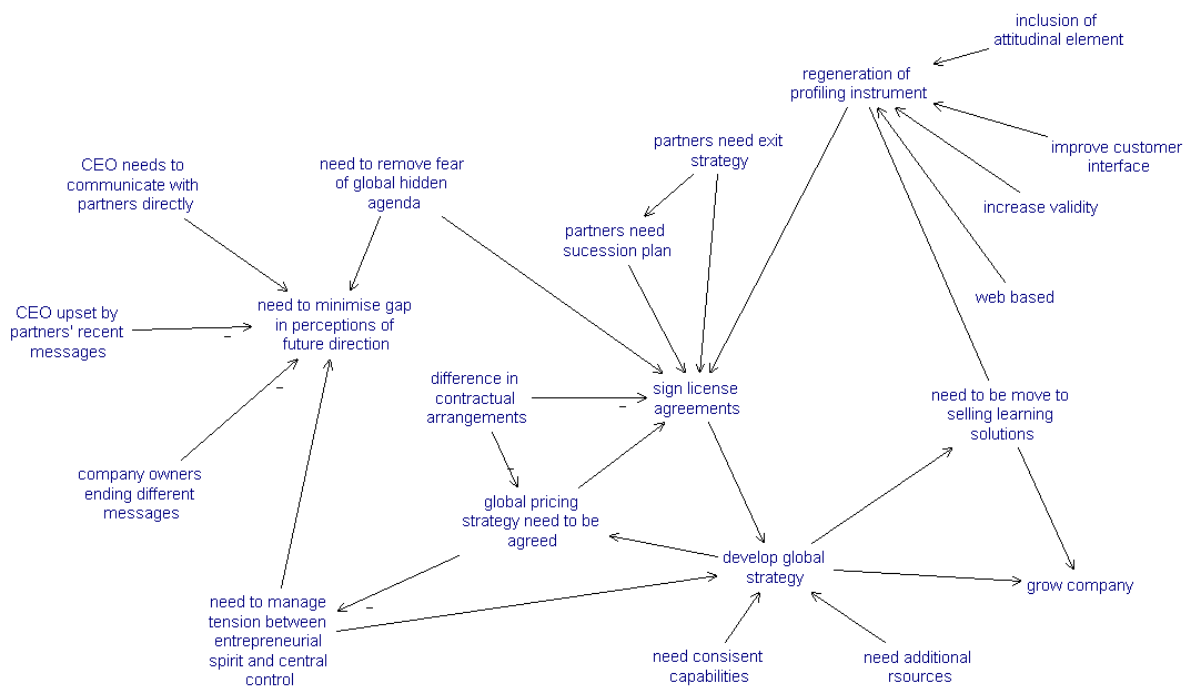 inclusion of
attitudinal element
regeneration of
profiling instrument
partners need exit
strategy
improve customer
interface
CEO needs to
communicate with
partners directly
need to remove fear
of global hidden
agenda
increase validity
partners need
sucession plan
web based
CEO upset by
partners' recent
messages
need to minimise gap
in perceptions of
future direction
difference in
contractual
arrangements
sign license
agreements
need to be move to
selling learning
solutions
company owners
ending different
messages
global pricing
strategy need to be
agreed
develop global
strategy
grow company
need to manage
tension between
entrepreneurial
spirit and central
control
need consisent
capabilities
need additional
rsources